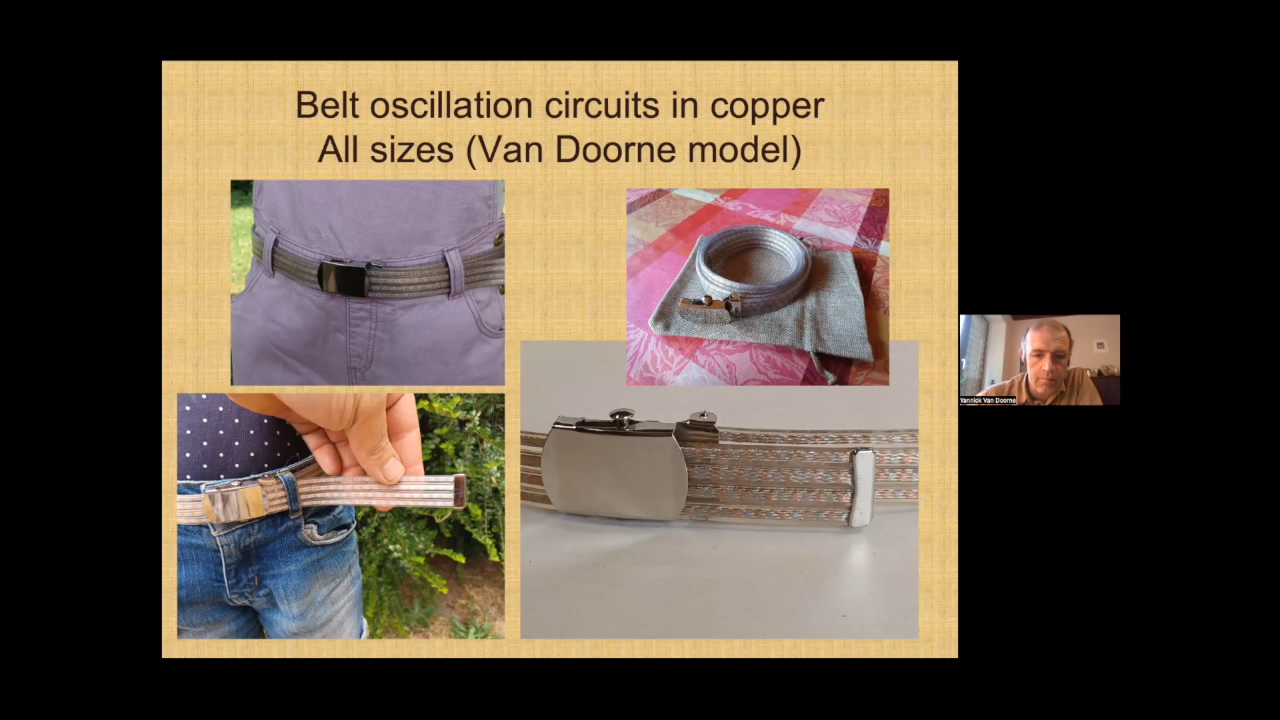 Belt oscillation circuits in copper
All sizes (Van Doorne model)
Yannick Van Doorne